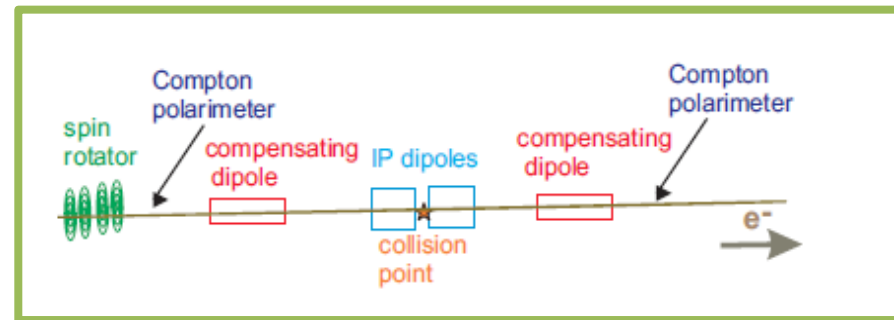 Compton
polarimeter
spin
rotator
compensating
dipole
IP dipoles
collision
point
compensating
dipole
Compton
polarimeter
e⁻